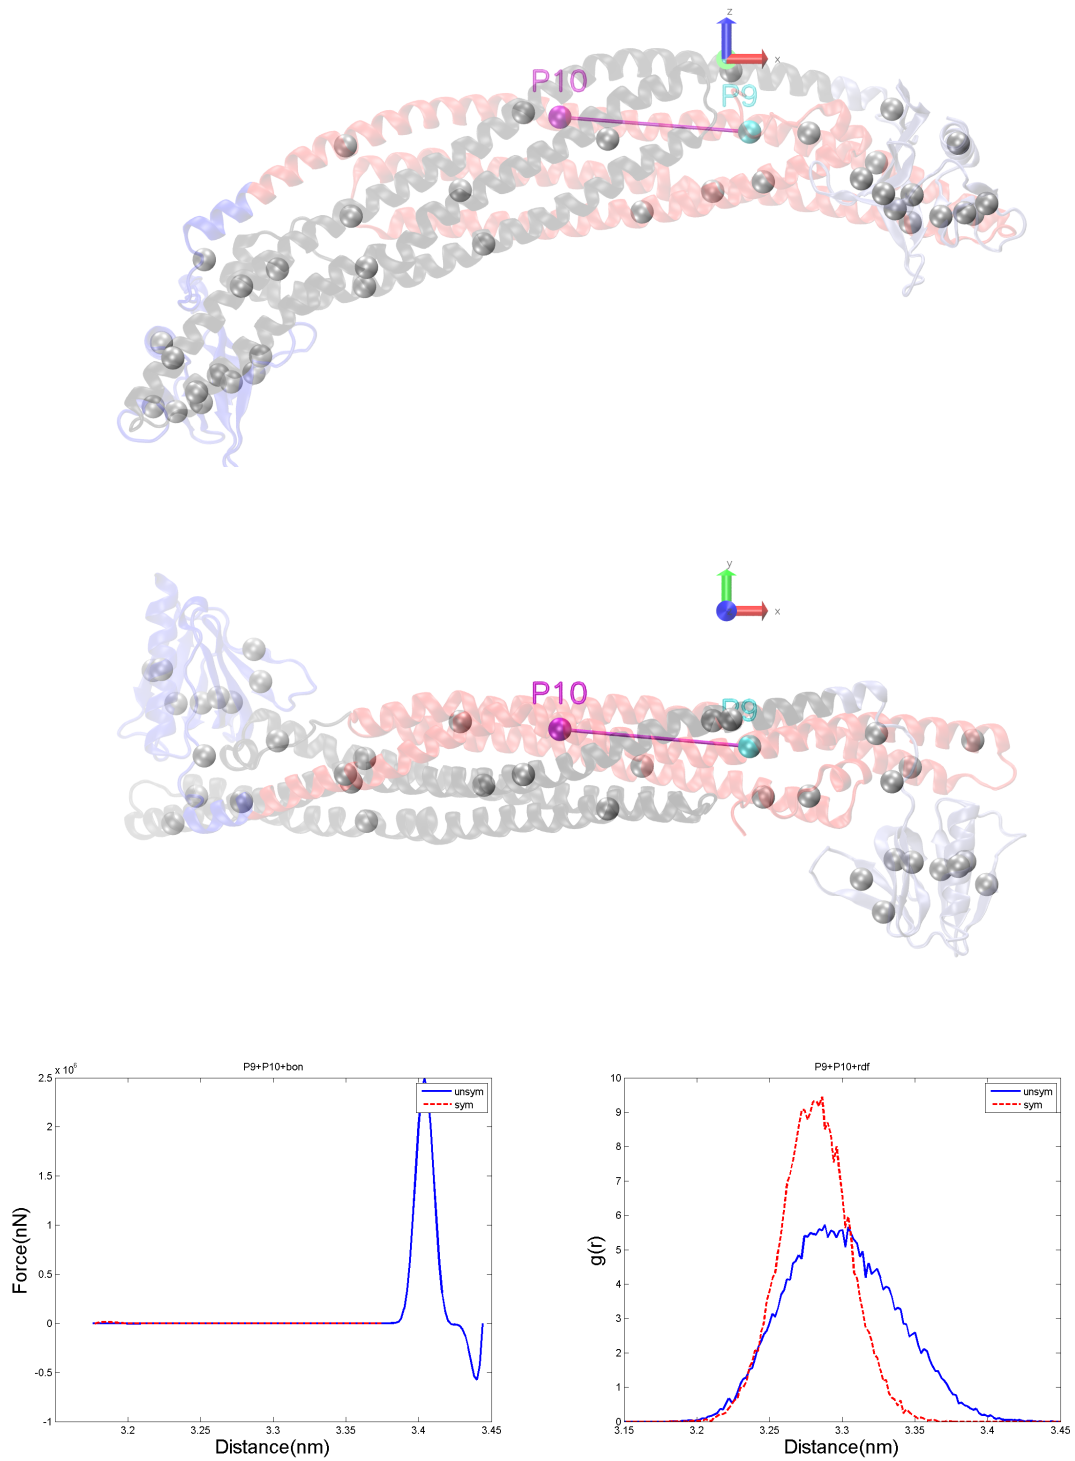 z
x
P10
P9
y
x
P10
P9
P9+P10+bon
x 10^6
2.5
2
1.5
1
0.5
0
-0.5
-1
3.2
3.25
3.3
3.35
3.4
3.45
Force(nN)
Distance(nm)
unsym
sym
P9+P10+rdf
10
9
8
7
6
5
4
3
2
1
0
3.15
3.2
3.25
3.3
3.35
3.4
3.45
g(r)
Distance(nm)
unsym
sym